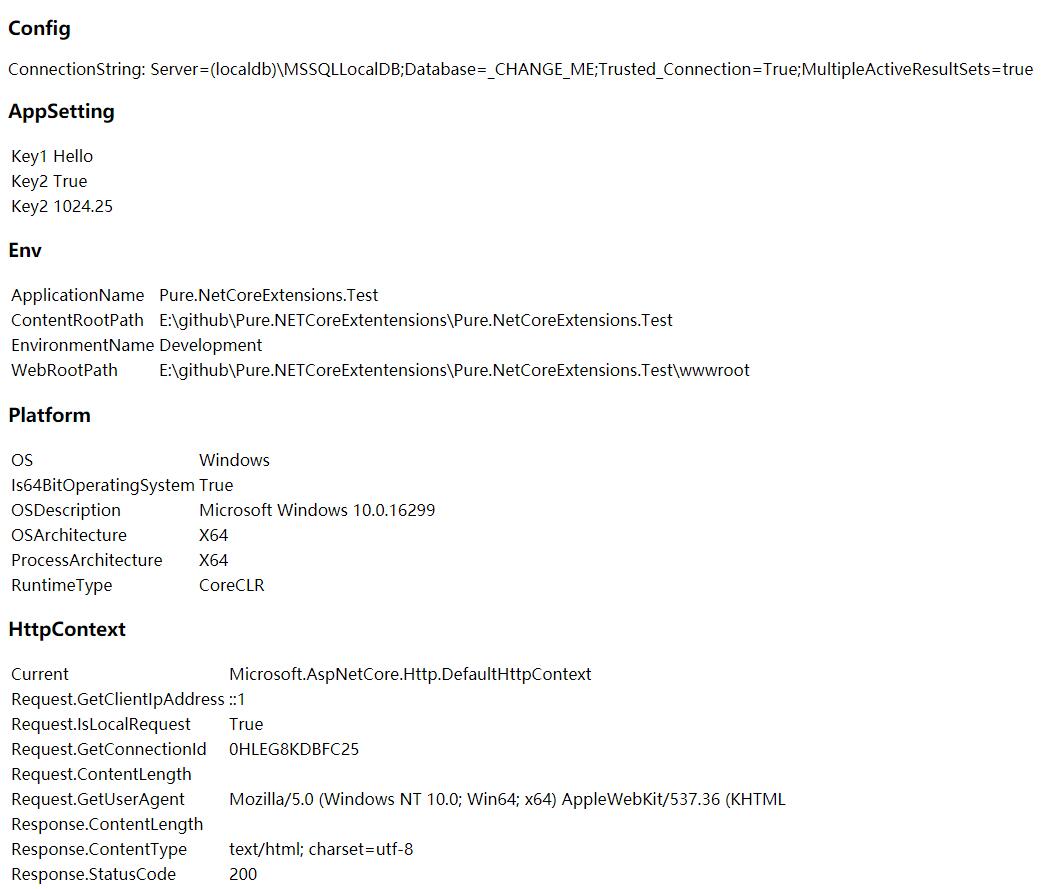 Config
ConnectionString: Server=(localdb)\MSSQLLocalDB;Database=_CHANGE_ME;Trusted_Connection=True;MultipleActiveResultSets=true
AppSetting
Key1 Hello
Key2 True
Key2 1024.25
Env
ApplicationName Pure.NetCoreExtensions.Test
ContentRootPath E:\github\Pure.NETCoreExtentensions\Pure.NetCoreExtensions.Test
EnvironmentName Development
WebRootPath E:\github\Pure.NETCoreExtentensions\Pure.NetCoreExtensions.Test\wwwroot
Platform
OS Windows
Is64BitOperatingSystem True
OSDescription Microsoft Windows 10.0.16299
OSArchitecture X64
ProcessArchitecture X64
RuntimeType CoreCLR
HttpContext
Current Microsoft.AspNetCore.Http.DefaultHttpContext
Request.GetClientIpAddress ::1
Request.IsLocalRequest True
Request.GetConnectionId 0HLEG8KDBFC25
Request.ContentLength
Request.GetUserAgent Mozilla/5.0 (Windows NT 10.0; Win64; x64) AppleWebKit/537.36 (KHTML
Response.ContentLength
Response.ContentType text/html; charset=utf-8
Response.StatusCode 200